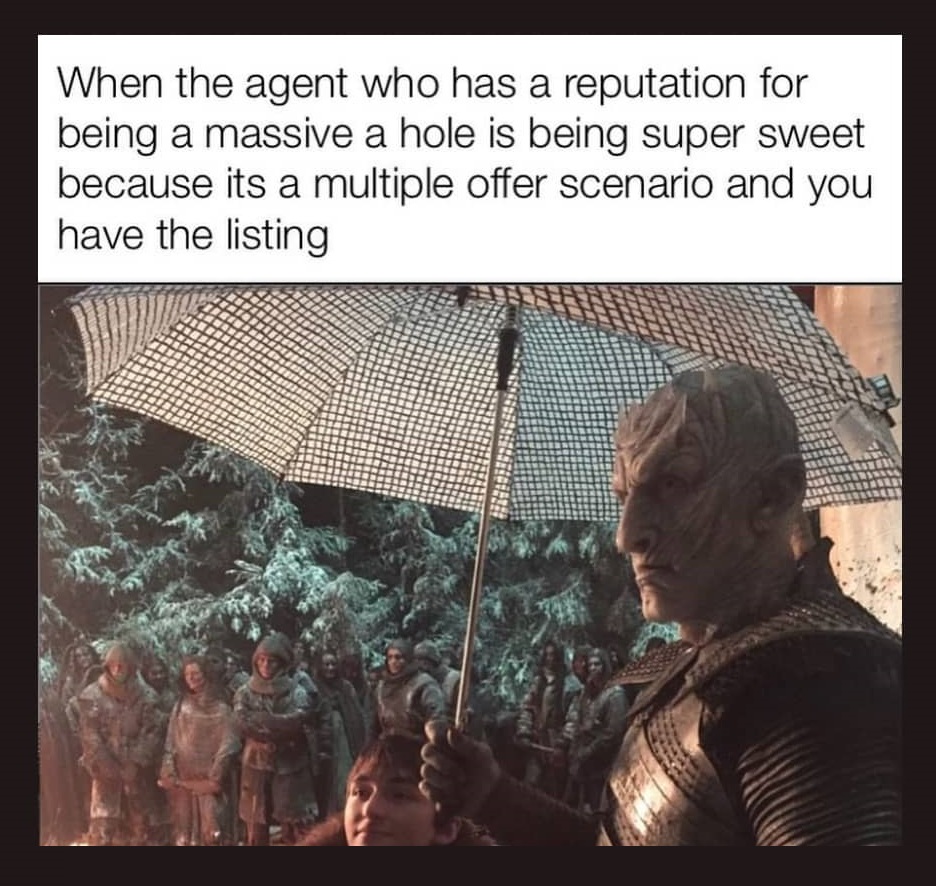 When the agent who has a reputation for
being a massive a hole is being super sweet
because its a multiple offer scenario and you
have the listing